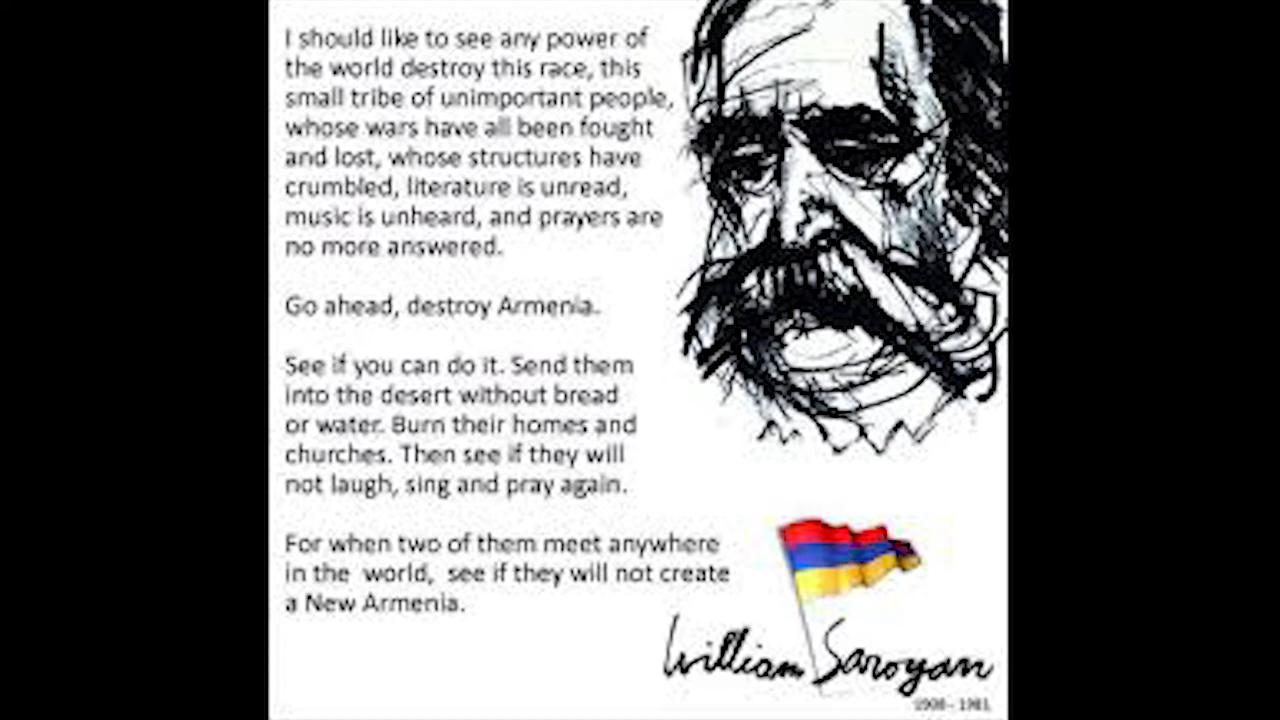 I should like to see any power of
the world destroy this race, this
small tribe of unimportant people,
whose wars have all been fought
and lost, whose structures have
crumbled, literature is unread,
music is unheard, and prayers are
no more answered.
Go ahead, destroy Armenia.
See if you can do it. Send them
into the desert without bread
or water. Burn their homes and
churches. Then see if they will
not laugh, sing and pray again.
For when two of them meet anywhere
in the world, see if they will not create
a New Armenia.
William Saroyan
1908 - 1981